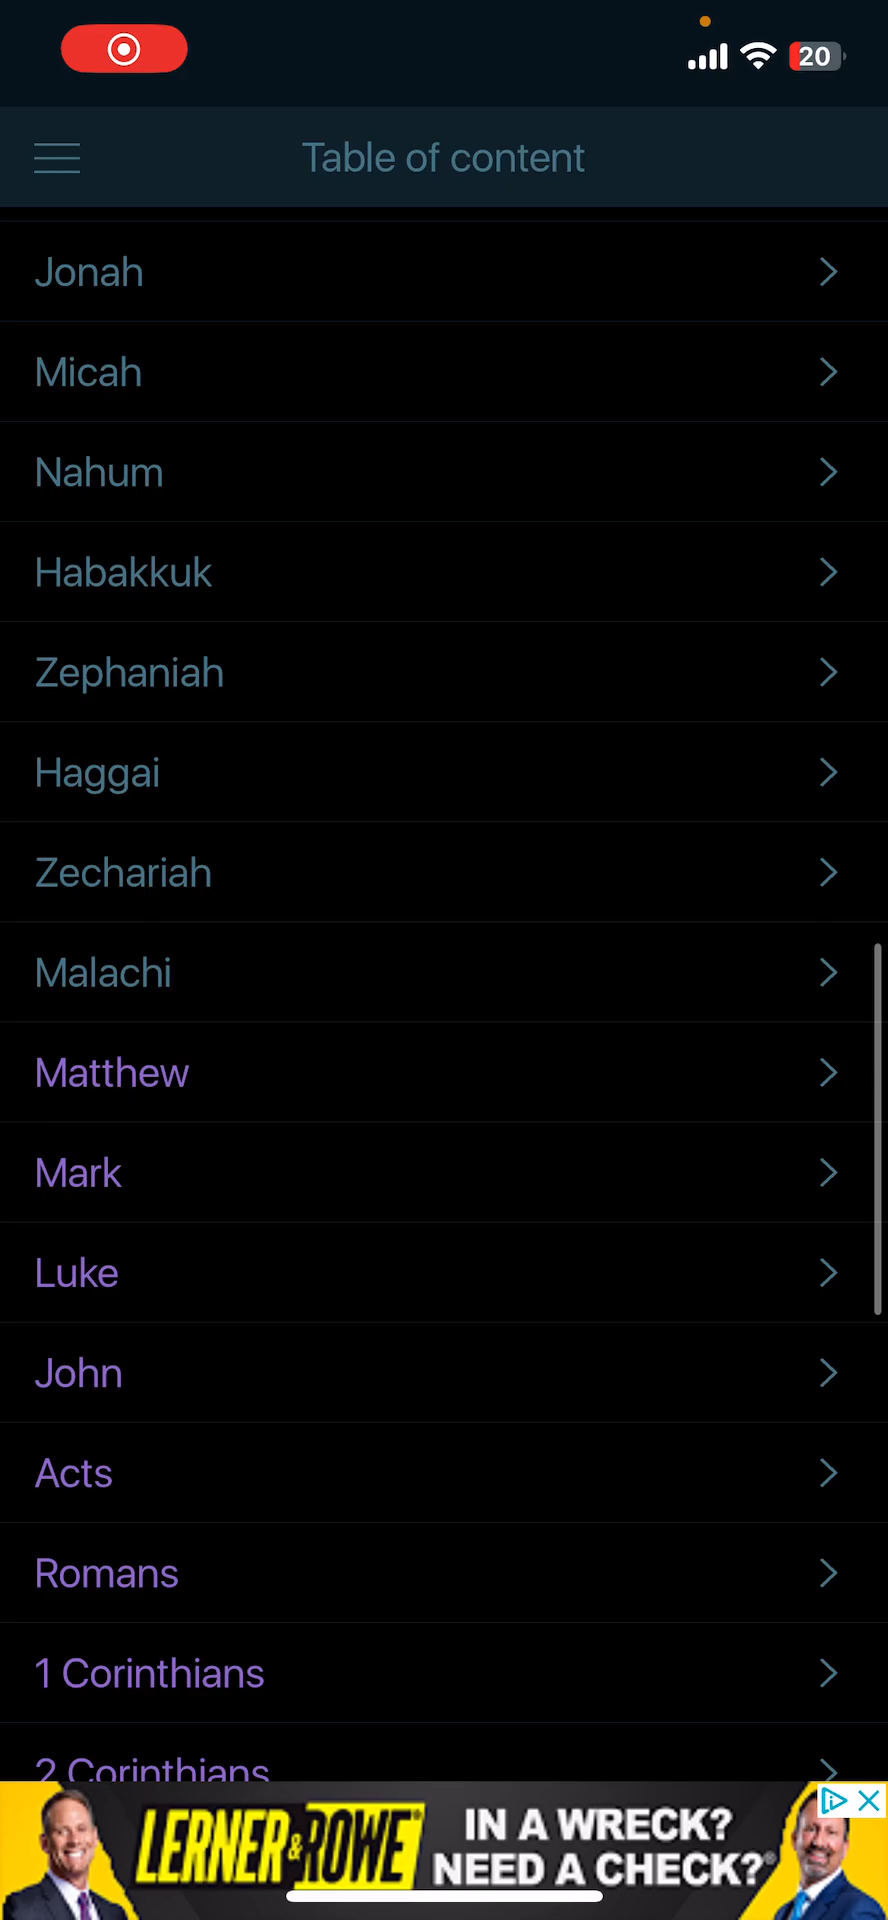 20
Table of content
Jonah
Micah
Nahum
Habakkuk
Zephaniah
Haggai
Zechariah
Malachi
Matthew
Mark
Luke
John
Acts
Romans
1 Corinthians
2 Corinthians
LERNER & ROWE® IN A WRECK?
NEED A CHECK?®